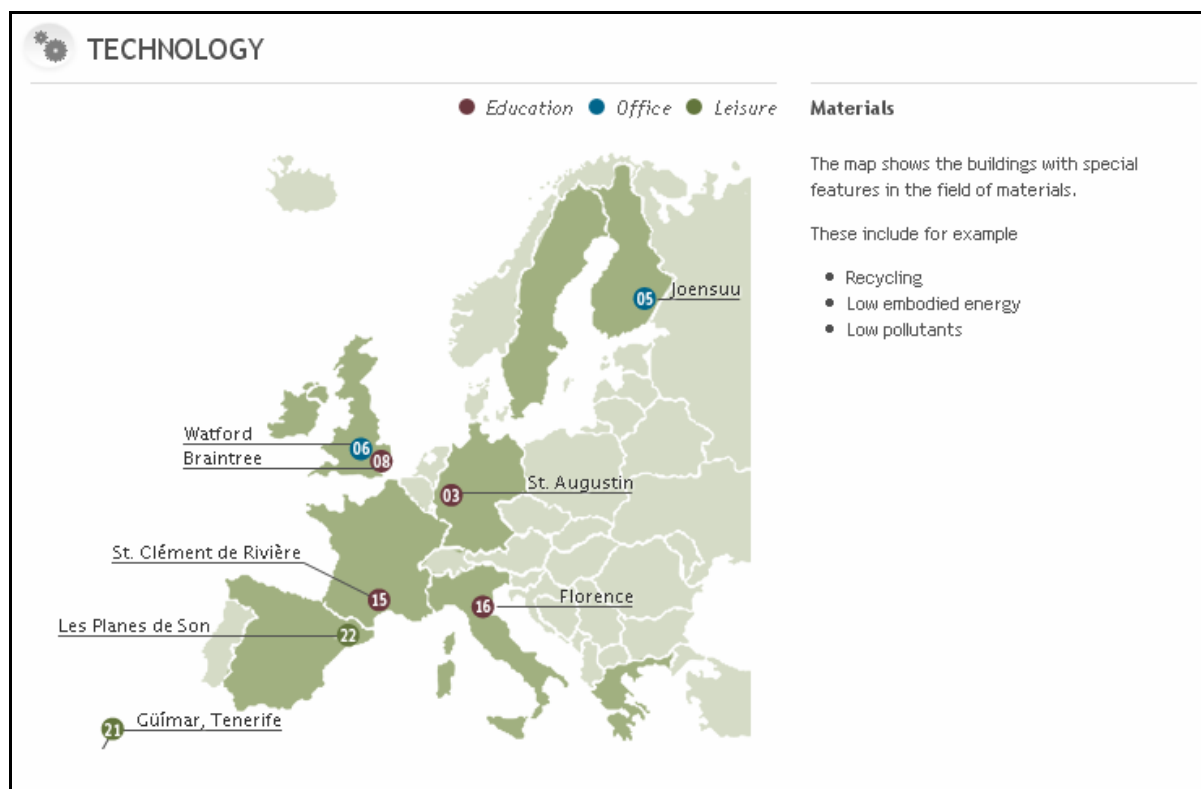 TECHNOLOGY
Education Office Leisure
Materials
The map shows the buildings with special
features in the field of materials.
These include for example
Recycling
Low embodied energy
Low pollutants
05 Joensuu
Watford 06
Braintree 08
03 St. Augustin
St. Clément de Rivière 15
16 Florence
Les Planes de Son 22
21 Güímar, Tenerife